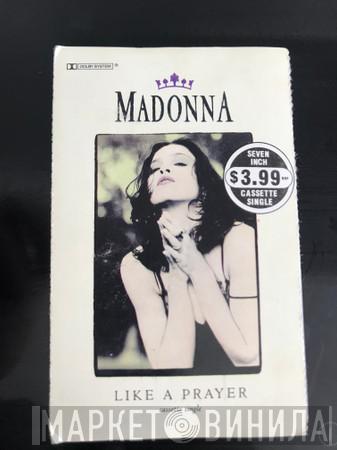 DOLBY SYSTEM ®
MADONNA
SEVEN
INCH
$3.99
CASSETTE
SINGLE
LIKE A PRAYER
cassette single
МАРКЕТ ВИНИЛА